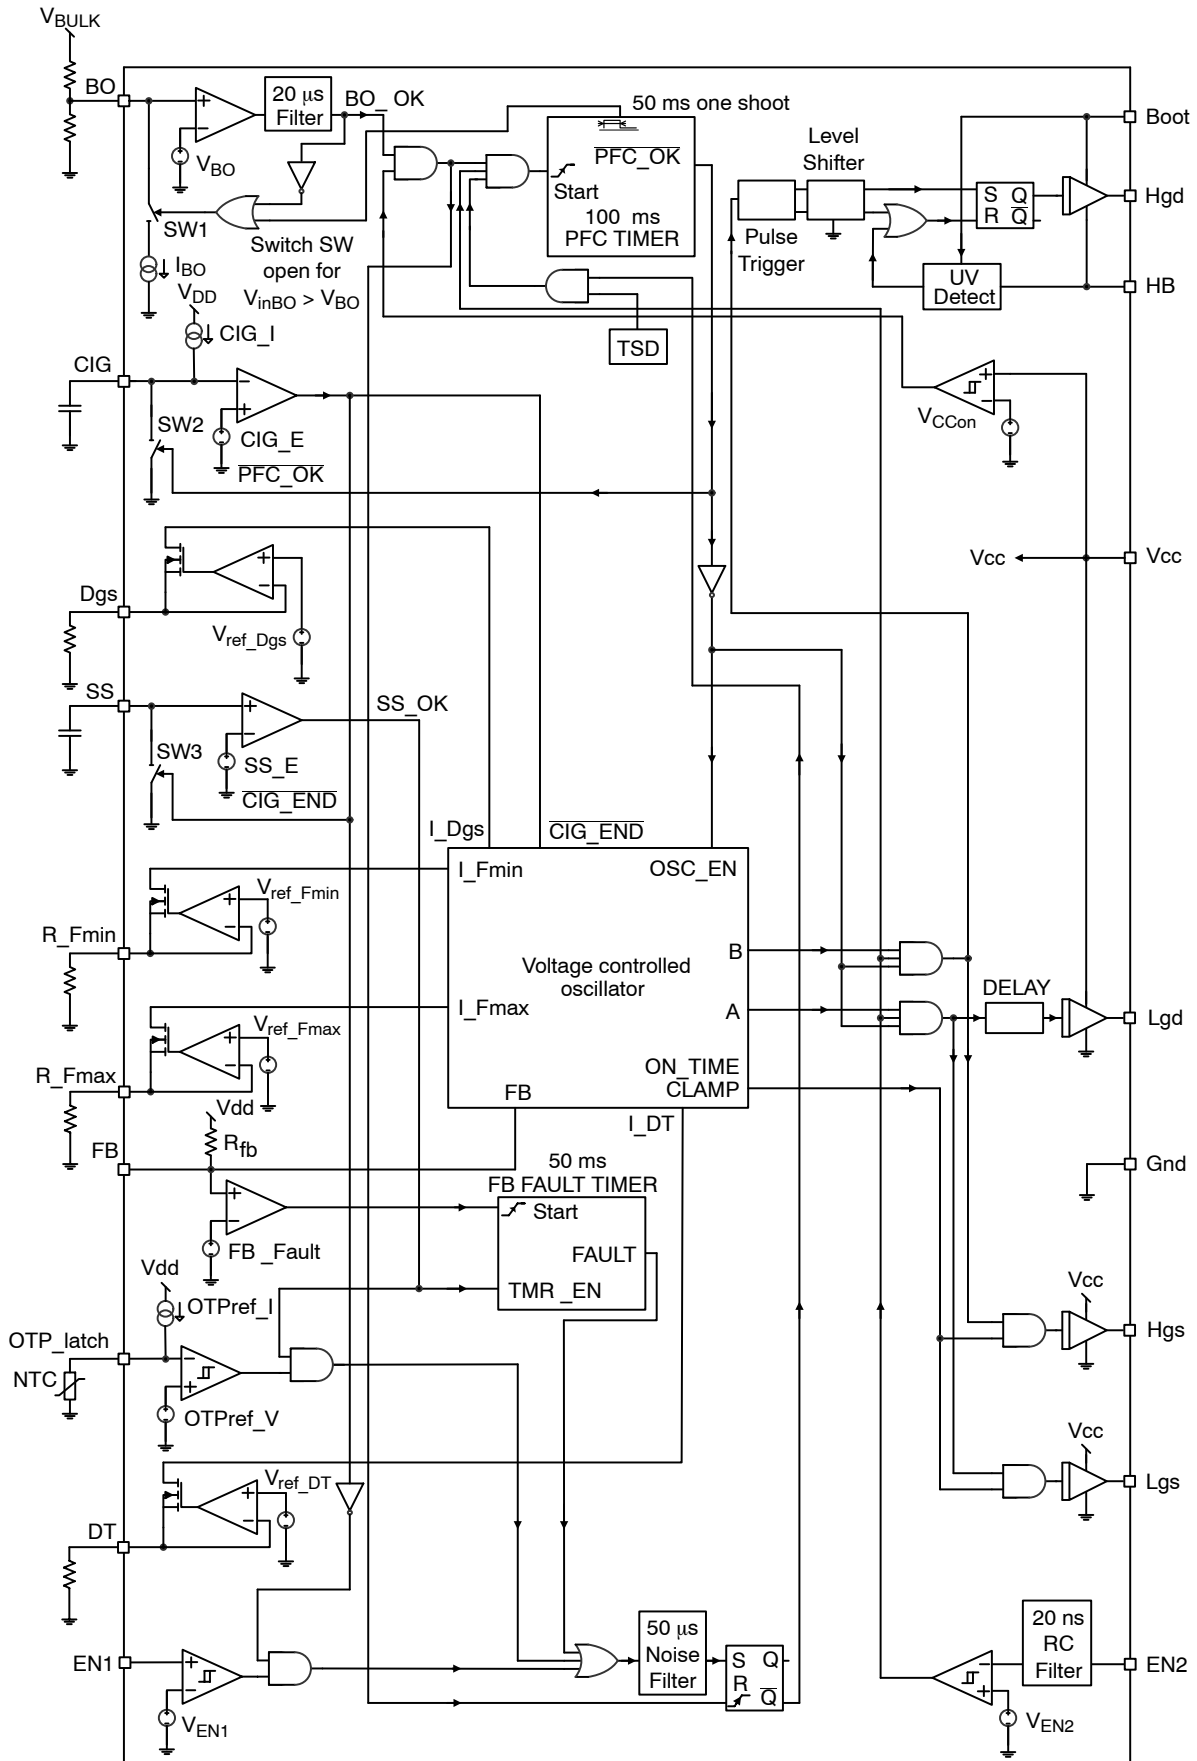 VBULK
BO
20 μs
Filter
BO_OK
50 ms one shoot
VBO
PFC_OK
Start
100 ms
PFC TIMER
Level
Shifter
Pulse
Trigger
S Q
R Q
UV
Detect
Boot
Hgd
HB
SW1
Switch SW
open for
VinBO > VBO
IBO
VDD
CIG_I
TSD
CIG
SW2
CIG_E
PFC_OK
VCCon
+
−
Vcc
Vcc
Dgs
Vref_Dgs
SS
SS_OK
SW3
SS_E
CIG_END
I_Dgs
CIG_END
I_Fmin
OSC_EN
Vref_Fmin
R_Fmin
B
Voltage controlled
oscillator
DELAY
I_Fmax
A
Lgd
Vref_Fmax
R_Fmax
ON_TIME
CLAMP
FB
I_DT
Vdd
Rfb
FB
50 ms
FB FAULT TIMER
Start
FAULT
TMR _EN
FB _Fault
Gnd
Vdd
OTPref_I
OTP_latch
NTC
OTPref_V
Vcc
Hgs
Vcc
Lgs
Vref_DT
DT
50 μs
Noise
Filter
S Q
R Q
20 ns
RC
Filter
EN1
VEN1
EN2
VEN2